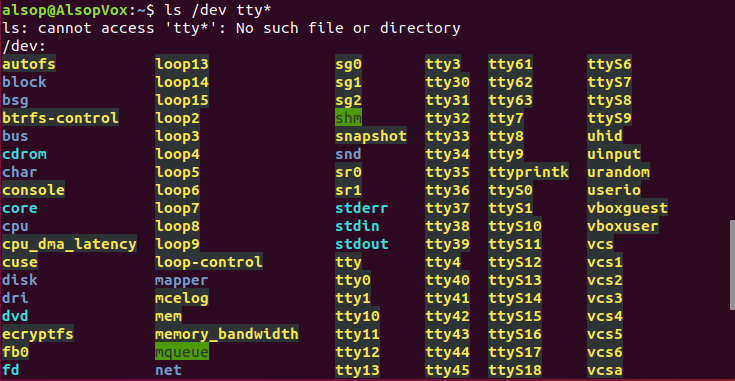 alsop@AlsopVox:~$ ls /dev tty*
ls: cannot access 'tty*': No such file or directory
/dev:
autofs loop13 sg0 tty3 tty61 ttyS6
block loop14 sg1 tty30 tty62 ttyS7
bsg loop15 sg2 tty31 tty63 ttyS8
btrfs-control loop2 shm tty32 tty7 ttyS9
bus loop3 snapshot tty33 tty8 uhid
cdrom loop4 snd tty34 tty9 uinput
char loop5 sr0 tty35 ttyprintk urandom
console loop6 sr1 tty36 ttyS0 userio
core loop7 stderr tty37 ttyS1 vboxguest
cpu loop8 stdin tty38 ttyS10 vboxuser
cpu_dma_latency loop9 stdout tty39 ttyS11 vcs
cuse loop-control tty tty4 ttyS12 vcs1
disk mapper tty0 tty40 ttyS13 vcs2
dri mcelog tty1 tty41 ttyS14 vcs3
dvd mem tty10 tty42 ttyS15 vcs4
ecryptfs memory_bandwidth tty11 tty43 ttyS16 vcs5
fb0 mqueue tty12 tty44 ttyS17 vcs6
fd net tty13 tty45 ttyS18 vcsa